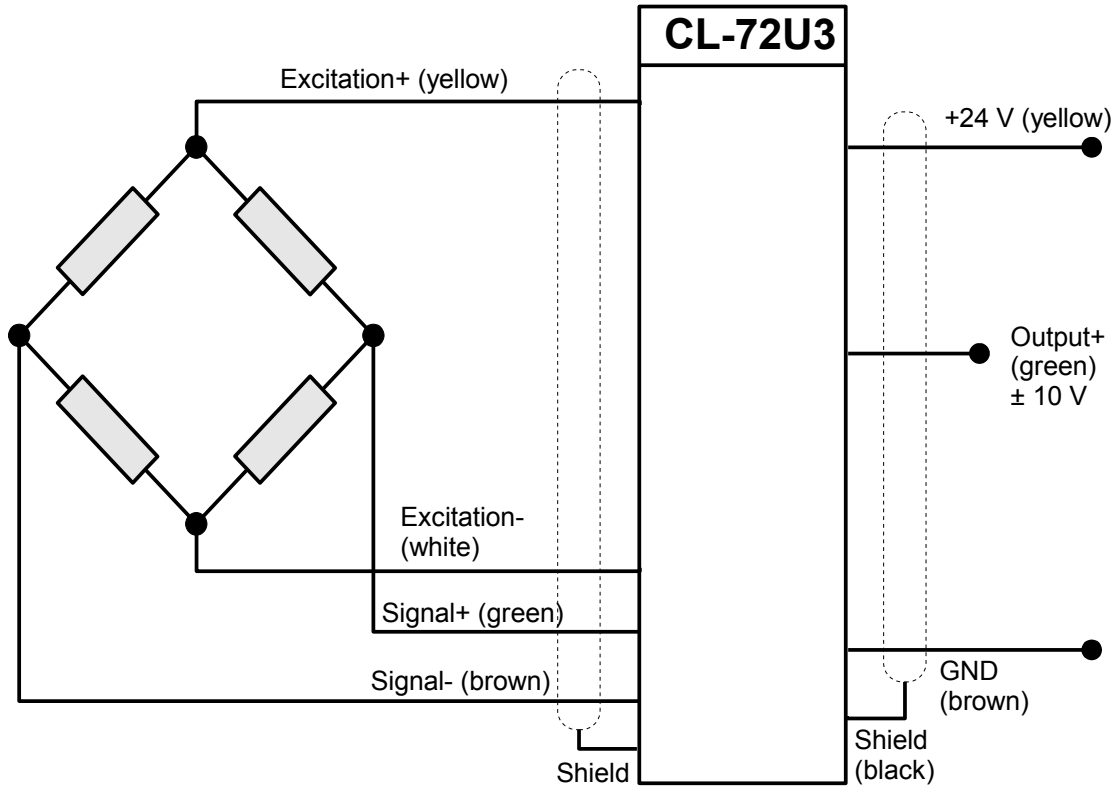 CL-72U3
Excitation+ (yellow)
+24 V (yellow)
Output+
(green)
± 10 V
Excitation-
(white)
Signal+ (green)
Signal- (brown)
GND
(brown)
Shield
Shield
(black)